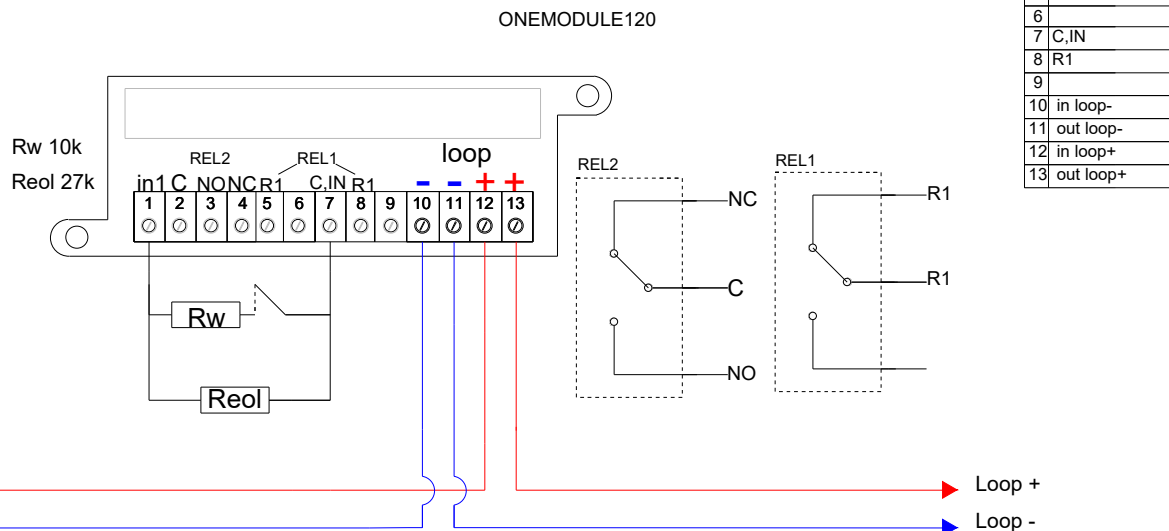 ONEMODULE120
6
7 C,IN
8 R1
9
10 in loop-
11 out loop-
12 in loop+
13 out loop+
Rw 10k
Reol 27k
REL2 REL1 loop
in1 C NO NC R1 C,IN R1 - - + +
1 2 3 4 5 6 7 8 9 10 11 12 13
Rw
Reol
REL2
NC
C
NO
REL1
R1
R1
Loop +
Loop -